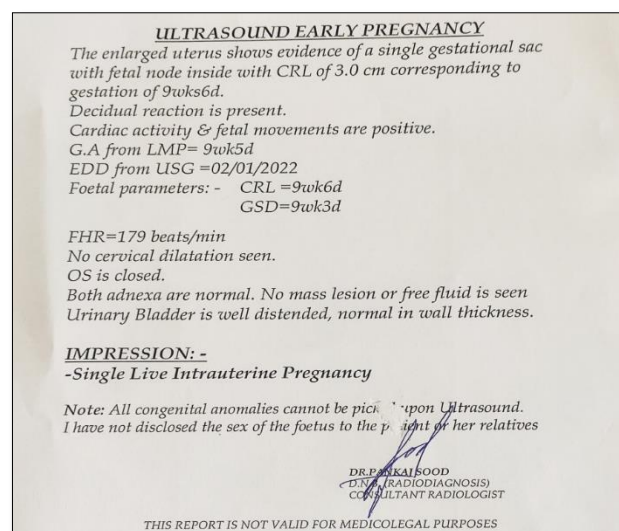 ULTRASOUND EARLY PREGNANCY
The enlarged uterus shows evidence of a single gestational sac
with fetal node inside with CRL of 3.0 cm corresponding to
gestation of 9wks6d.
Decidual reaction is present.
Cardiac activity & fetal movements are positive.
G.A from LMP= 9wk5d
EDD from USG =02/01/2022
Foetal parameters: - CRL =9wk6d
GSD=9wk3d
FHR=179 beats/min
No cervical dilatation seen.
OS is closed.
Both adnexa are normal. No mass lesion or free fluid is seen
Urinary Bladder is well distended, normal in wall thickness.
IMPRESSION: -
-Single Live Intrauterine Pregnancy
Note: All congenital anomalies cannot be upon Ultrasound.
I have not disclosed the sex of the foetus to the patient or her relatives
DR.PANKAJ SOOD
D.N.B. (RADIODIAGNOSIS)
CONSULTANT RADIOLOGIST
THIS REPORT IS NOT VALID FOR MEDICOLEGAL PURPOSES